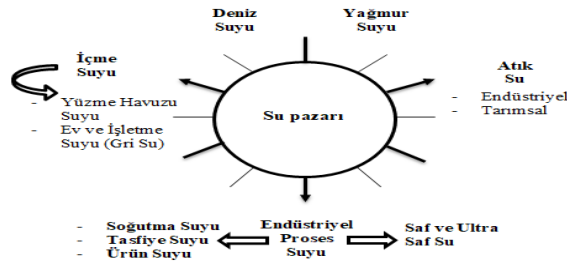 Deniz
Suyu
Yağmur
Suyu
İçme
Suyu
- Yüzme Havuzu
Suyu
- Ev ve İşletme
Suyu (Gri Su)
Su pazarı
Atık
Su
- Endüstriyel
- Tarımsal
- Soğutma Suyu
- Tasfiye Suyu
- Ürün Suyu
Endüstriyel
Proses
Suyu
Saf ve Ultra
Saf Su